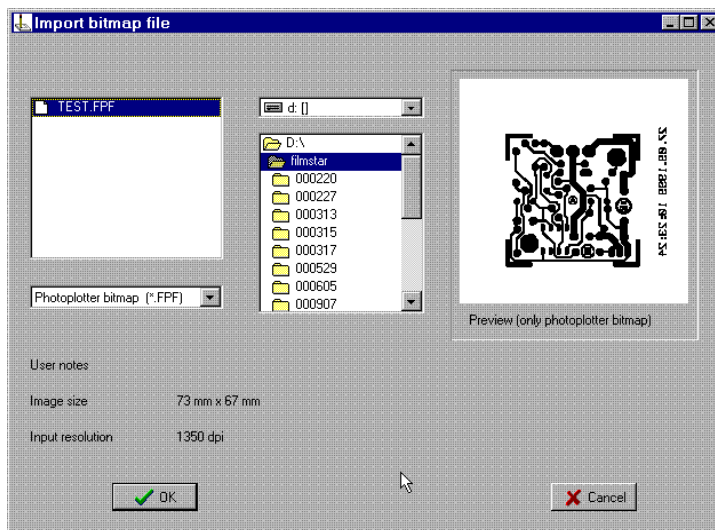 Import bitmap file
TEST.FPF
Photoplotter bitmap (*.FPF)
d: []
D:\
filmstar
000220
000227
000313
000315
000317
000529
000605
000907
Preview (only photoplotter bitmap)
User notes
Image size 73 mm x 67 mm
Input resolution 1350 dpi
OK
Cancel